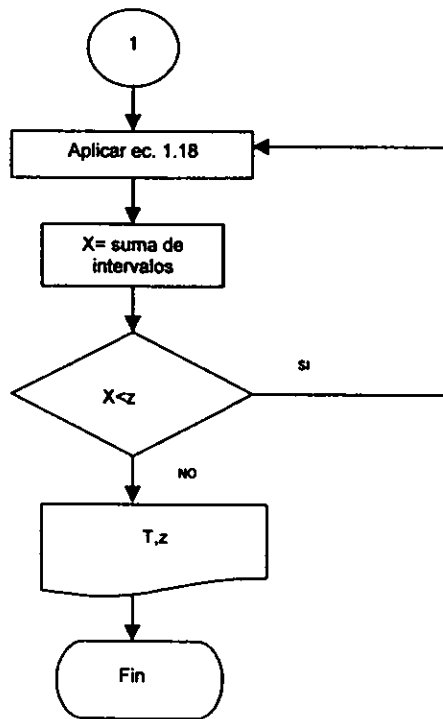 1
Aplicar ec. 1.18
X= suma de
intervalos
SI
X<z
NO
T,z
Fin